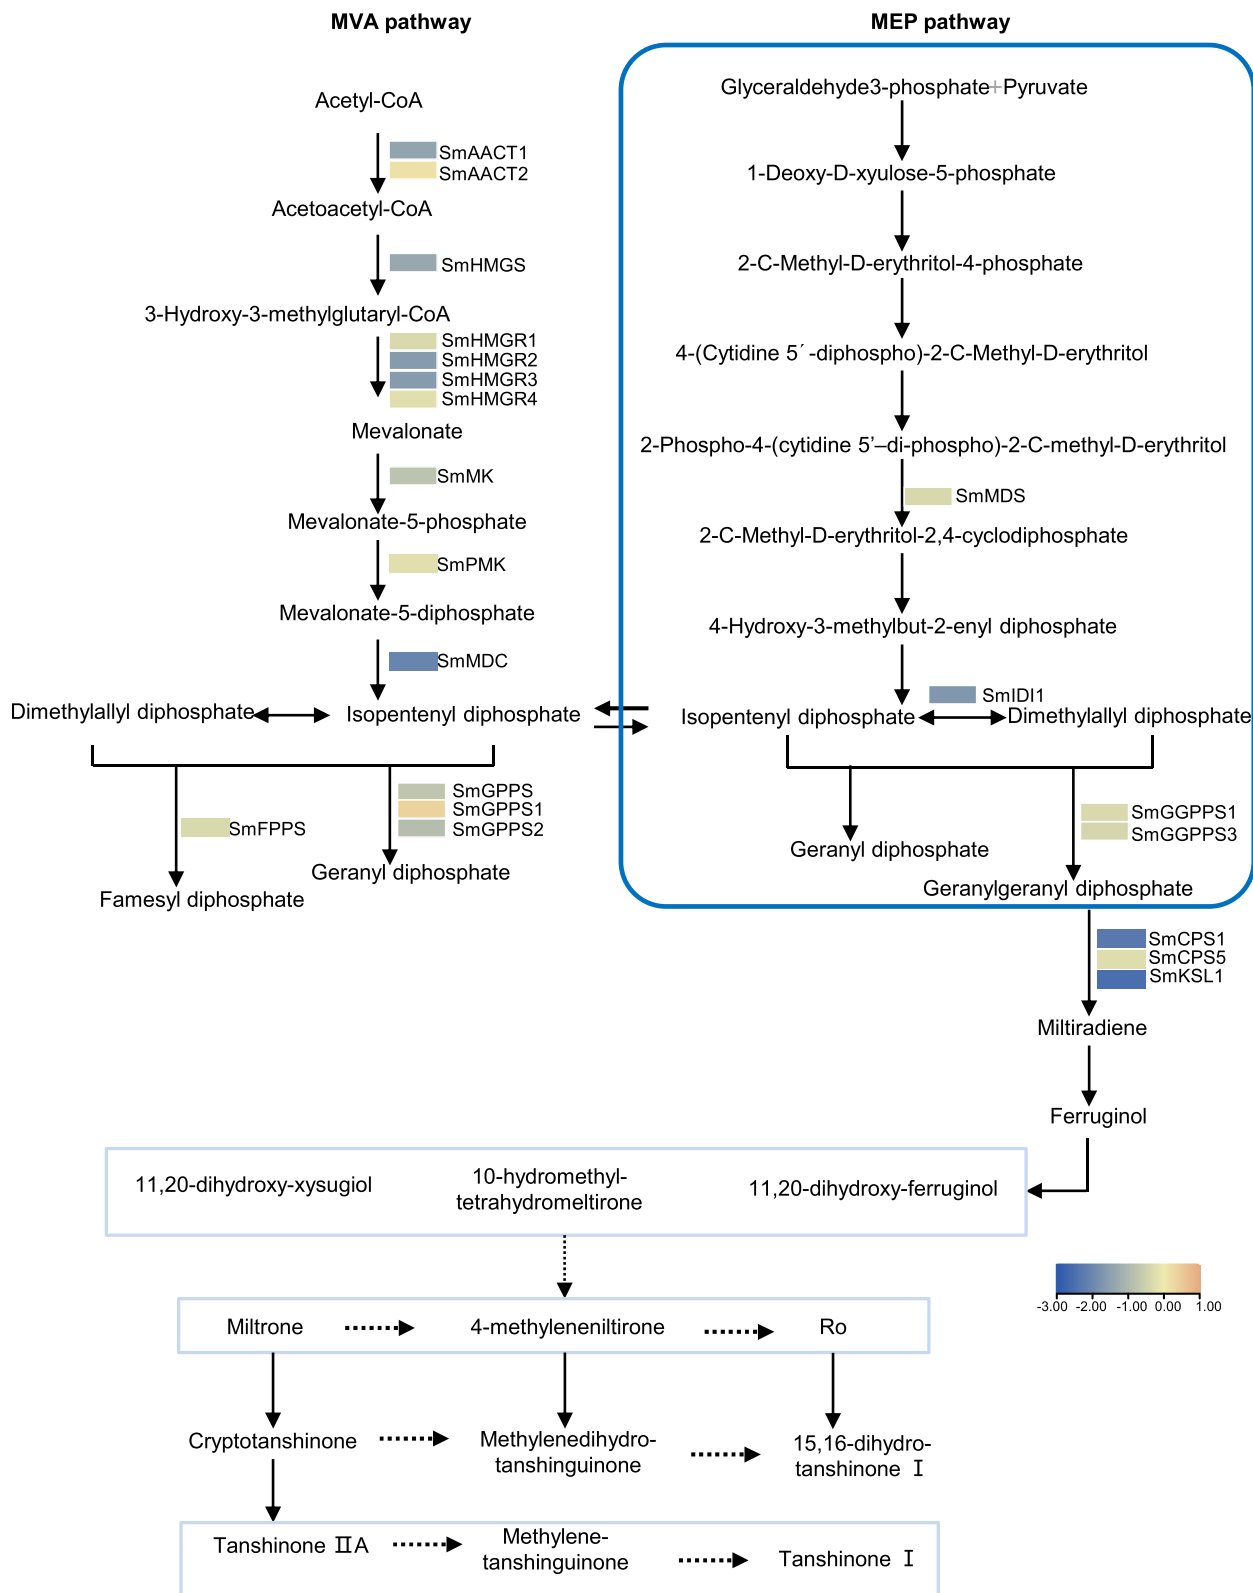 MVA pathway
MEP pathway
Acetyl-CoA
SmAACT1
SmAACT2
Acetoacetyl-CoA
SmHMGS
3-Hydroxy-3-methylglutaryl-CoA
SmHMGR1
SmHMGR2
SmHMGR3
SmHMGR4
Mevalonate
SmMK
Mevalonate-5-phosphate
SmPMK
Mevalonate-5-diphosphate
SmMDC
Dimethylallyl diphosphate
Isopentenyl diphosphate
SmFPPS
SmGPPS
SmGPPS1
SmGPPS2
Geranyl diphosphate
Famesyl diphosphate
Glyceraldehyde3-phosphate+Pyruvate
1-Deoxy-D-xyulose-5-phosphate
2-C-Methyl-D-erythritol-4-phosphate
4-(Cytidine 5´-diphospho)-2-C-Methyl-D-erythritol
2-Phospho-4-(cytidine 5’–di-phospho)-2-C-methyl-D-erythritol
SmMDS
2-C-Methyl-D-erythritol-2,4-cyclodiphosphate
4-Hydroxy-3-methylbut-2-enyl diphosphate
SmIDI1
Isopentenyl diphosphate
Dimethylallyl diphosphate
SmGGPPS1
SmGGPPS3
Geranyl diphosphate
Geranylgeranyl diphosphate
SmCPS1
SmCPS5
SmKSL1
Miltiradiene
Ferruginol
11,20-dihydroxy-xysugiol
10-hydromethyl-
tetrahydromeltirone
11,20-dihydroxy-ferruginol
-3.00 -2.00 -1.00 0.00 1.00
Miltrone
4-methyleneniltirone
Ro
Cryptotanshinone
Methylenedihydro-
tanshinguinone
15,16-dihydro-
tanshinone Ⅰ
Tanshinone ⅡA
Methylene-
tanshinguinone
Tanshinone Ⅰ